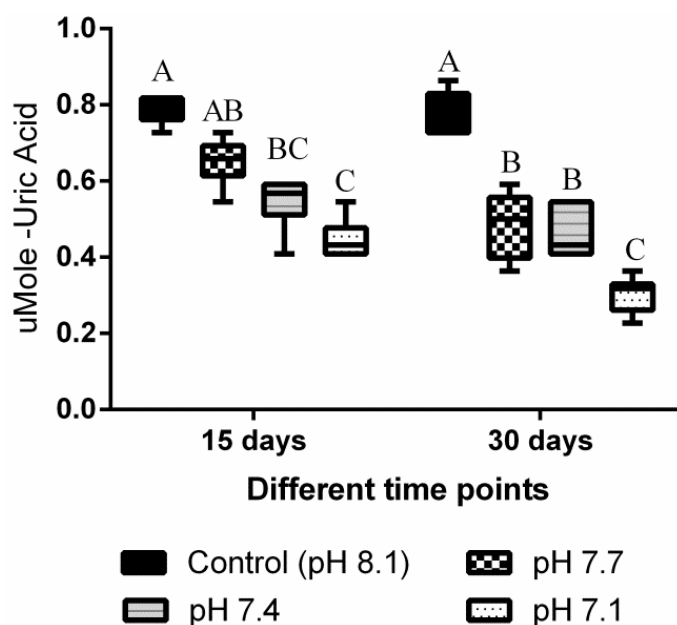 1.0
0.8
0.6
0.4
0.2
0.0
uMole -Uric Acid
A
AB
BC
C
A
B
B
C
15 days 30 days
Different time points
Control (pH 8.1) pH 7.7
pH 7.4 pH 7.1